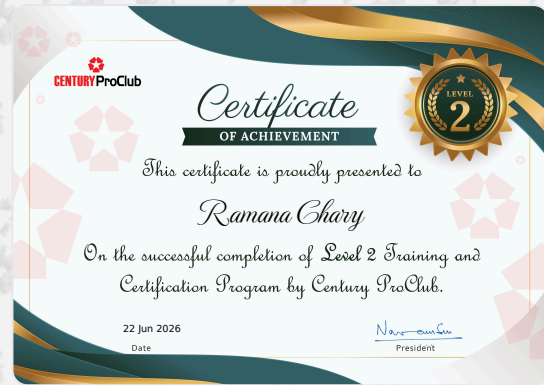 CENTURY ProClub
LEVEL
2
Certificate
OF ACHIEVEMENT
This certificate is proudly presented to
Ramana Chary
On the successful completion of Level 2 Training and
Certification Program by Century ProClub.
22 Jun 2026
Date
President